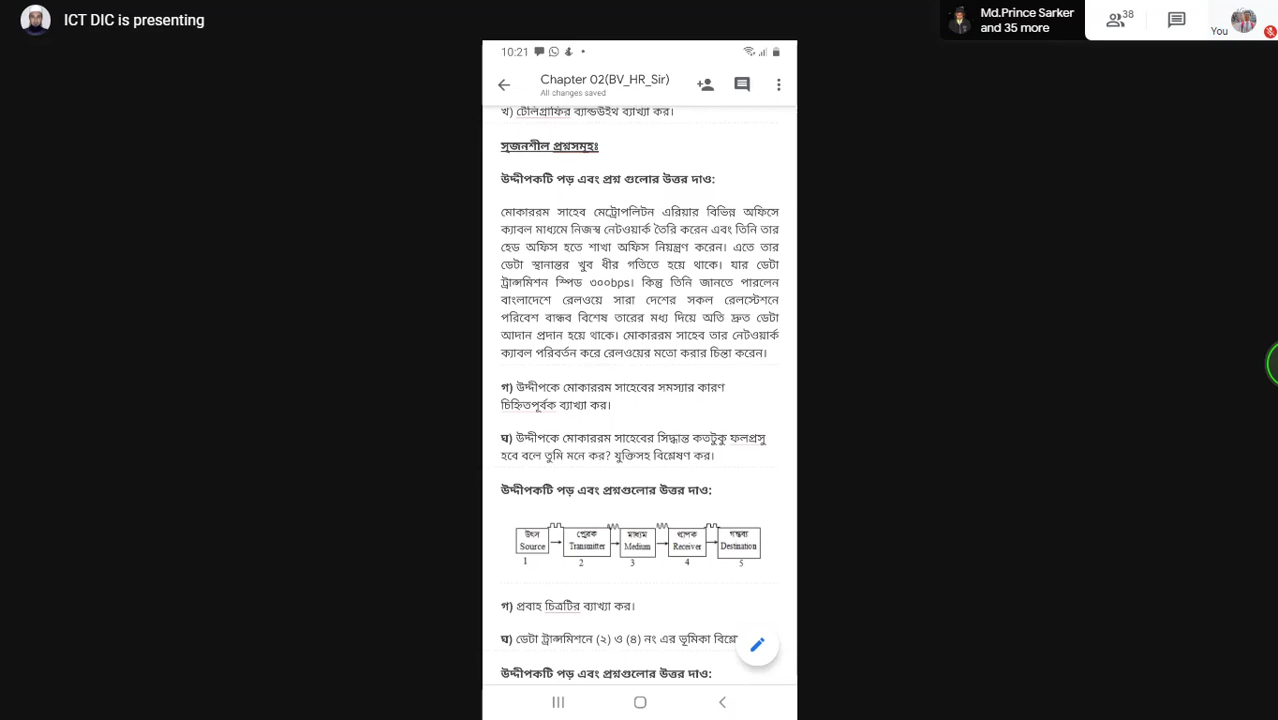 ICT DIC is presenting
Md.Prince Sarker
and 35 more
38
You
10:21
Chapter 02(BV_HR_Sir)
All changes saved
খ) টেলিগ্রাফির ব্যান্ডউইথ ব্যাখ্যা কর।
সৃজনশীল প্রশ্নসমূহঃ
উদ্দীপকটি পড় এবং প্রশ্ন গুলোর উত্তর দাও:
মোকাররম সাহেব মেট্রোপলিটন এরিয়ার বিভিন্ন অফিসে
ক্যাবল মাধ্যমে নিজস্ব নেটওয়ার্ক তৈরি করেন এবং তিনি তার
হেড অফিস হতে শাখা অফিস নিয়ন্ত্রণ করেন। এতে তার
ডেটা স্থানান্তর খুব ধীর গতিতে হয়ে থাকে। যার ডেটা
ট্রান্সমিশন স্পিড ৩০০bps। কিন্তু তিনি জানতে পারলেন
বাংলাদেশে রেলওয়ে সারা দেশের সকল রেলস্টেশনে
পরিবেশ বান্ধব বিশেষ তারের মধ্য দিয়ে অতি দ্রুত ডেটা
আদান প্রদান হয়ে থাকে। মোকাররম সাহেব তার নেটওয়ার্ক
ক্যাবল পরিবর্তন করে রেলওয়ের মতো করার চিন্তা করেন।
গ) উদ্দীপকে মোকাররম সাহেবের সমস্যার কারণ
চিহ্নিতপূর্বক ব্যাখ্যা কর।
ঘ) উদ্দীপকে মোকাররম সাহেবের সিদ্ধান্ত কতটুকু ফলপ্রসু
হবে বলে তুমি মনে কর? যুক্তিসহ বিশ্লেষণ কর।
উদ্দীপকটি পড় এবং প্রশ্নগুলোর উত্তর দাও:
উৎস প্রেরক মাধ্যম প্রাপক গন্তব্য
Source Transmitter Medium Receiver Destination
1 2 3 4 5
গ) প্রবাহ চিত্রটির ব্যাখ্যা কর।
ঘ) ডেটা ট্রান্সমিশনে (২) ও (৪) নং এর ভূমিকা
উদ্দীপকটি পড় এবং প্রশ্নগুলোর উত্তর দাও: